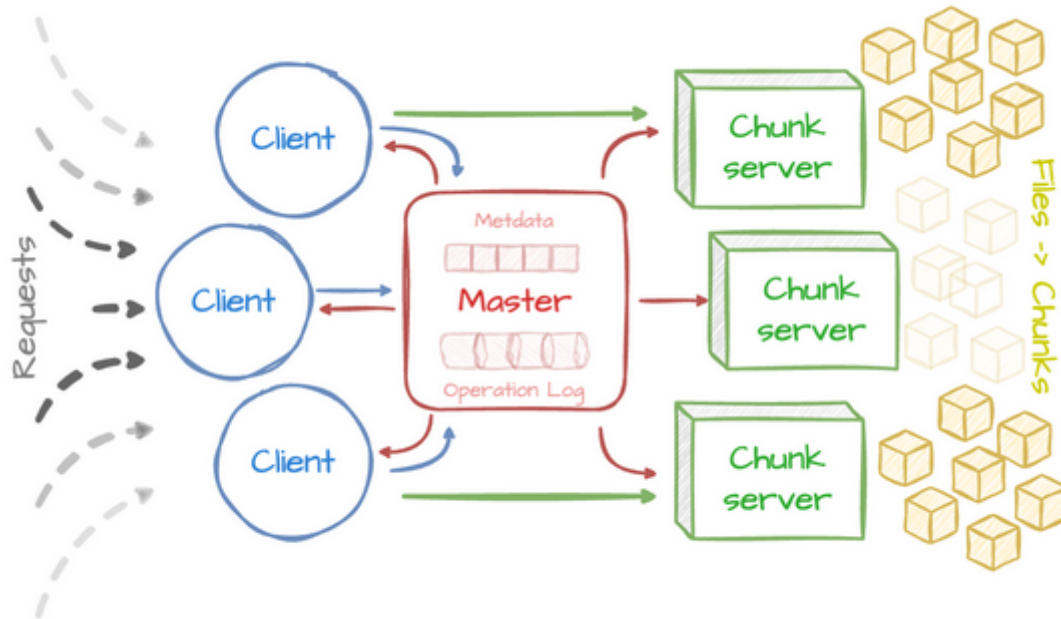 Requests
Client
Client
Client
Metdata
Master
Operation Log
Chunk
server
Chunk
server
Chunk
server
Files -> Chunks